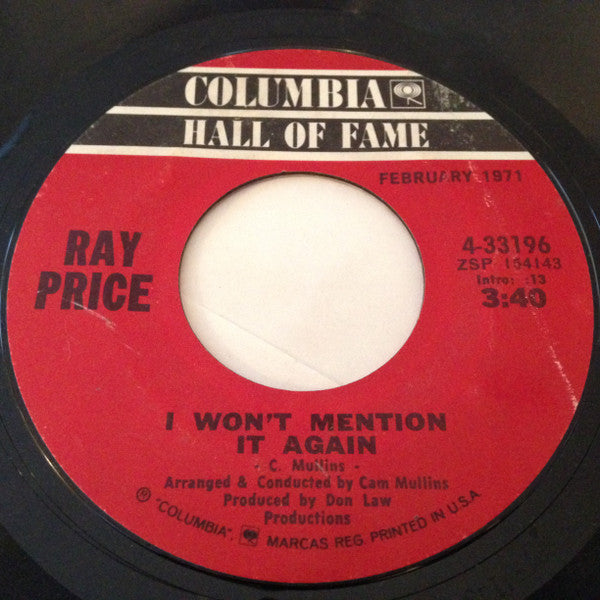 COLUMBIA
HALL OF FAME
FEBRUARY 1971
RAY
PRICE
4-33196
ZSP 154143
Intro: :13
3:40
I WON'T MENTION
IT AGAIN
- C. Mullins -
Arranged & Conducted by Cam Mullins
Produced by Don Law
Productions
℗ "COLUMBIA", MARCAS REG. PRINTED IN U.S.A.